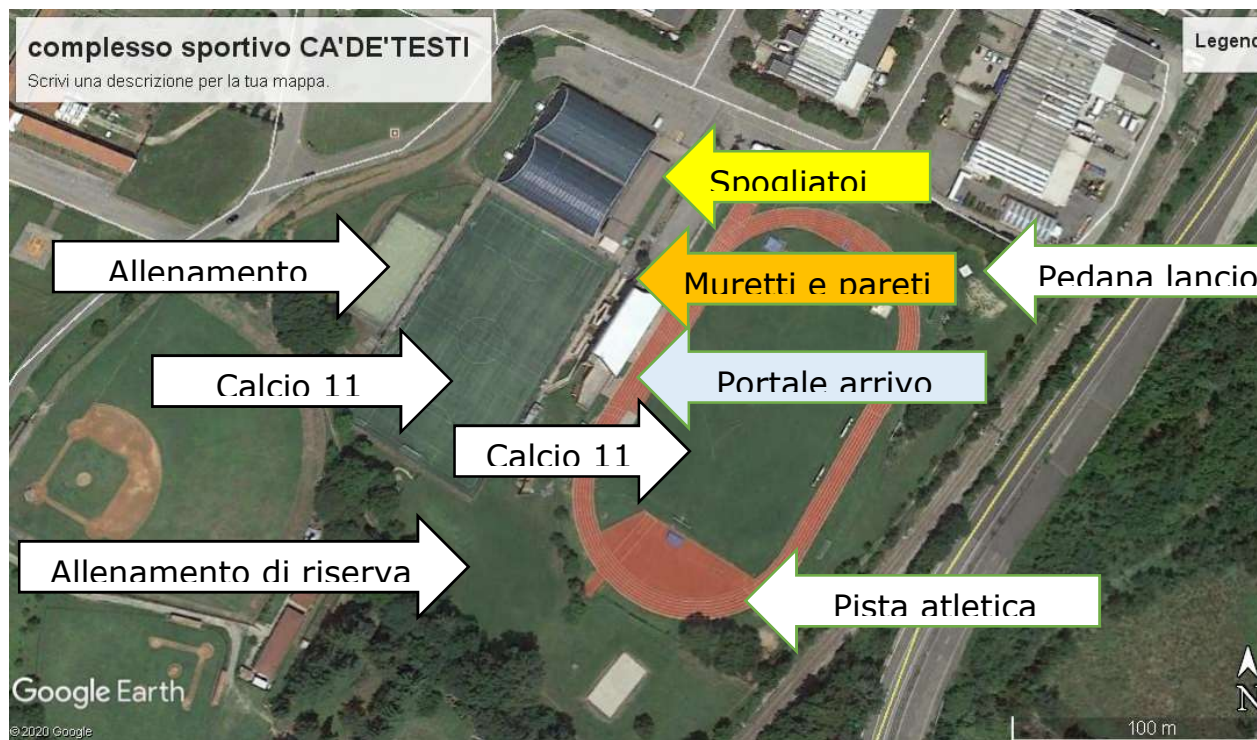 complesso sportivo CA'DE'TESTI
Scrivi una descrizione per la tua mappa.
Legend
Spogliatoi
Allenamento
Muretti e pareti
Pedana lancio
Calcio 11
Portale arrivo
Calcio 11
Allenamento di riserva
Pista atletica
Google Earth
© 2020 Google
N
100 m